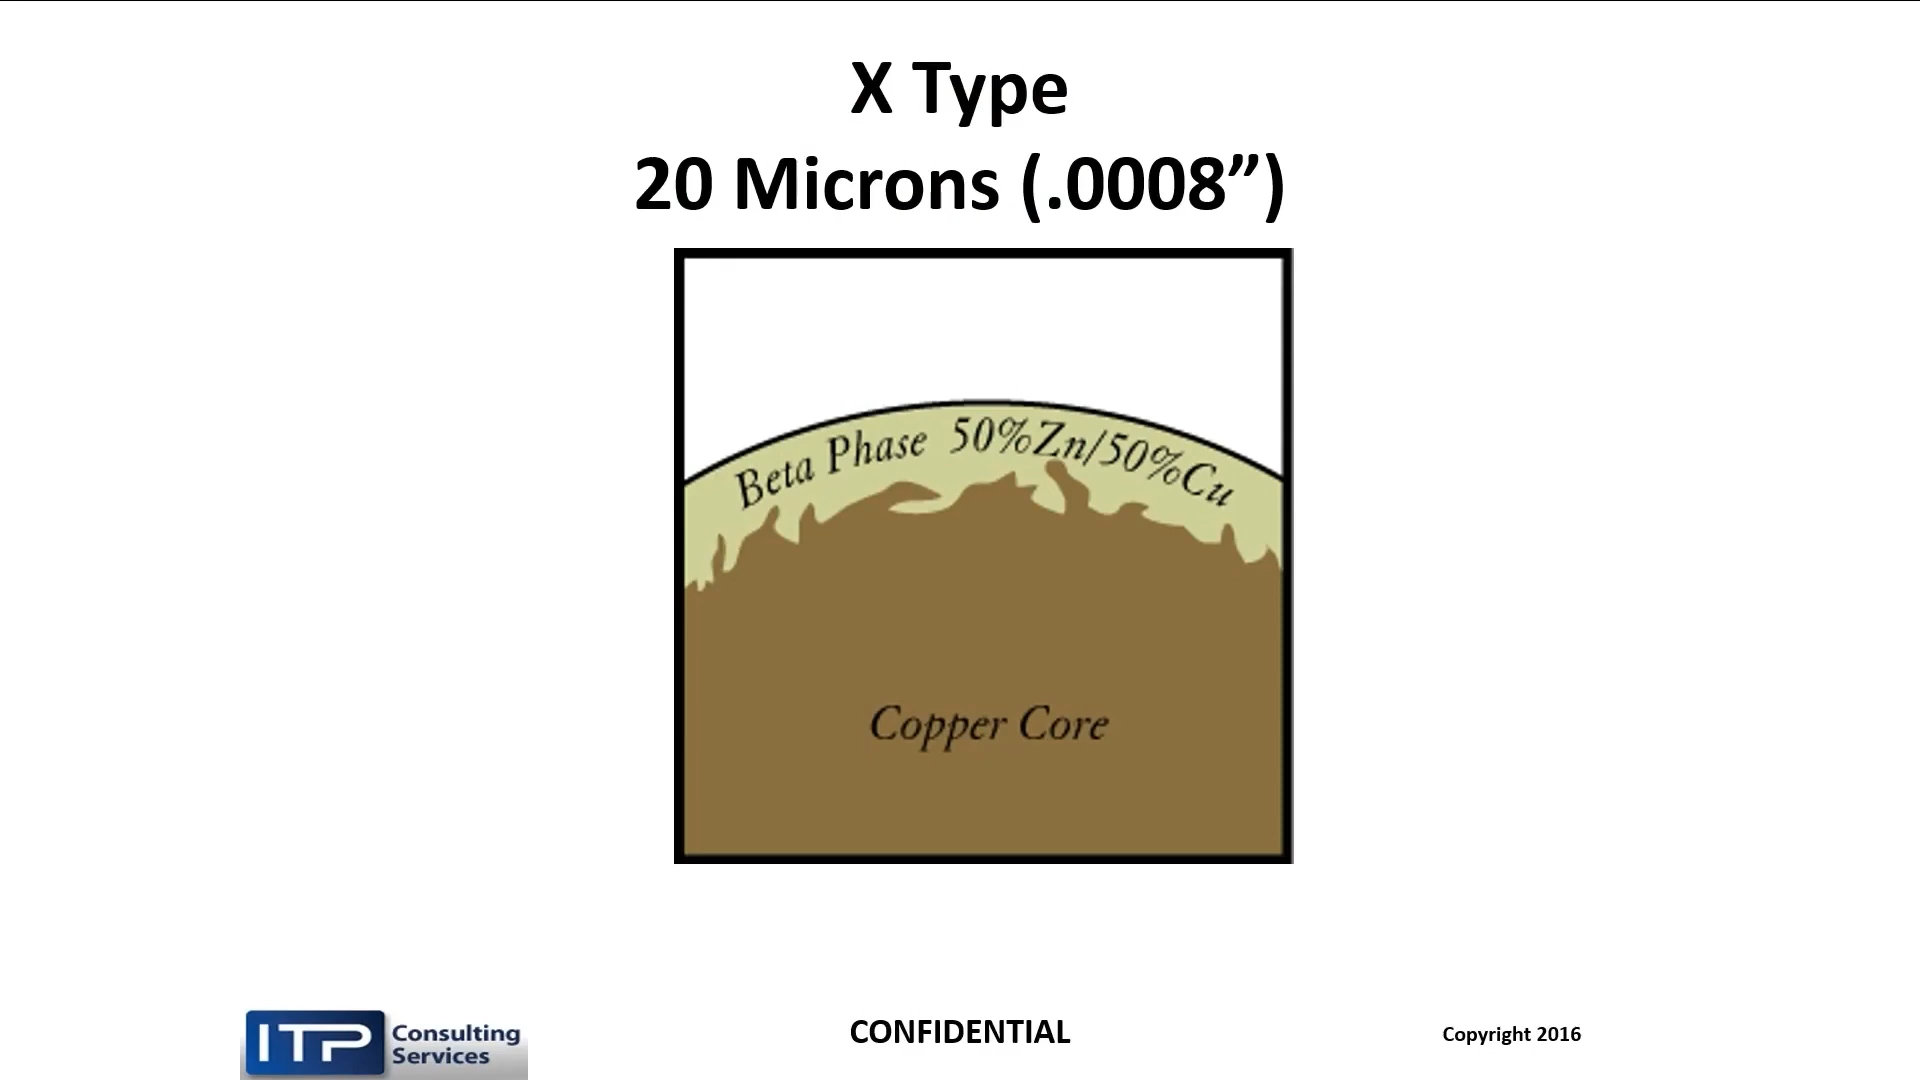 X Type
20 Microns (.0008”)
Beta Phase 50%Zn/50%Cu
Copper Core
ITP Consulting
Services
CONFIDENTIAL
Copyright 2016